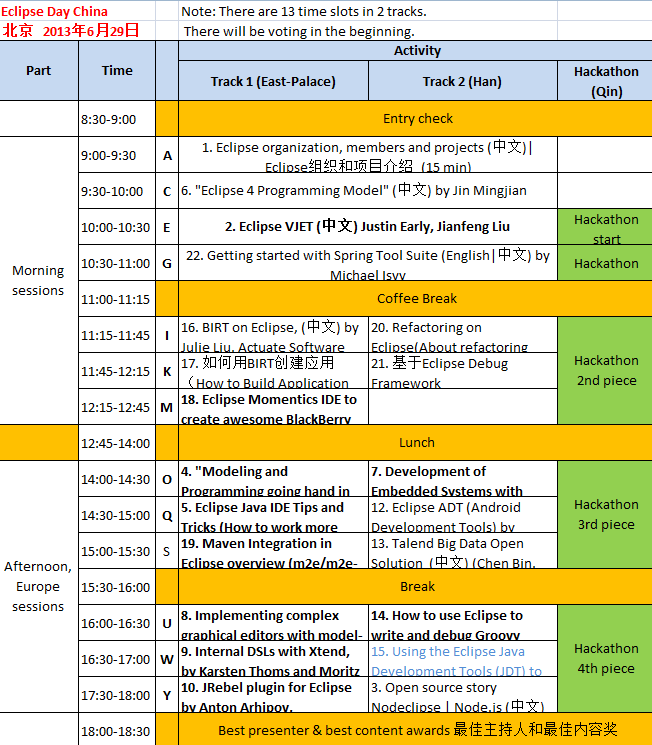 Eclipse Day China
Note: There are 13 time slots in 2 tracks.
北京 2013年6月29日
There will be voting in the beginning.
Part
Time
Activity
Track 1 (East-Palace)
Track 2 (Han)
Hackathon
(Qin)
8:30-9:00
Entry check
Morning
sessions
9:00-9:30
A
1. Eclipse organization, members and projects (中文)|
Eclipse组织和项目介绍 (15 min)
9:30-10:00
C
6. "Eclipse 4 Programming Model" (中文) by Jin Mingjian
10:00-10:30
E
2. Eclipse VJET (中文) Justin Early, Jianfeng Liu
Hackathon
start
10:30-11:00
G
22. Getting started with Spring Tool Suite (English|中文) by
Michael Isvy
Hackathon
11:00-11:15
Coffee Break
11:15-11:45
I
16. BIRT on Eclipse, (中文) by
Julie Liu, Actuate Software
20. Refactoring on
Eclipse(About refactoring
Hackathon
2nd piece
11:45-12:15
K
17. 如何用BIRT创建应用
（How to Build Application
21. 基于Eclipse Debug
Framework
12:15-12:45
M
18. Eclipse Momentics IDE to
create awesome BlackBerry
12:45-14:00
Lunch
Afternoon,
Europe
sessions
14:00-14:30
O
4. "Modeling and
Programming going hand in
7. Development of
Embedded Systems with
Hackathon
3rd piece
14:30-15:00
Q
5. Eclipse Java IDE Tips and
Tricks (How to work more
12. Eclipse ADT (Android
Development Tools) by
15:00-15:30
S
19. Maven Integration in
Eclipse overview (m2e/m2e-
13. Talend Big Data Open
Solution (中文) (Chen Bin,
15:30-16:00
Break
16:00-16:30
U
8. Implementing complex
graphical editors with model-
14. How to use Eclipse to
write and debug Groovy
Hackathon
4th piece
16:30-17:00
W
9. Internal DSLs with Xtend,
by Karsten Thoms and Moritz
15. Using the Eclipse Java
Development Tools (JDT) to
17:30-18:00
Y
10. JRebel plugin for Eclipse
by Anton Arhipov,
3. Open source story
Nodeclipse | Node.js (中文)
18:00-18:30
Best presenter & best content awards 最佳主持人和最佳内容奖